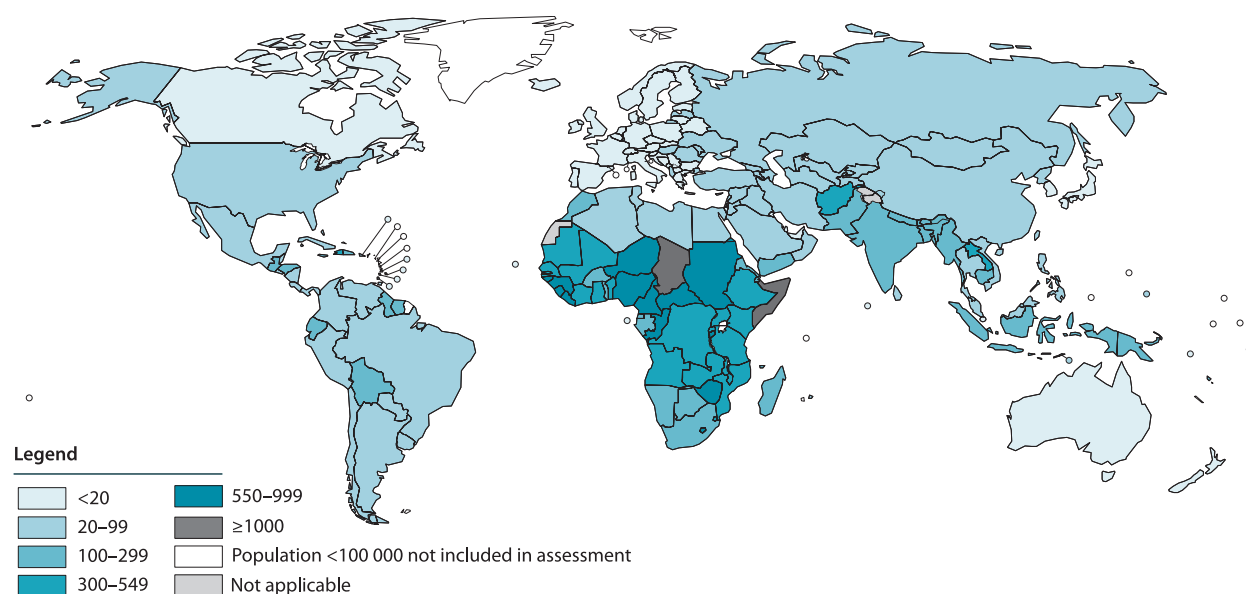 Legend
<20
20–99
100–299
300–549
550–999
≥1000
Population <100 000 not included in assessment
Not applicable